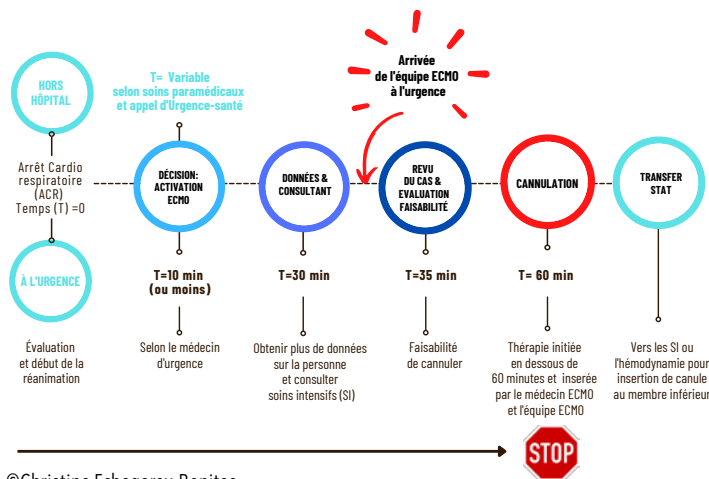 Arrivée
de l'équipe ECMO
à l'urgence
HORS
HÔPITAL
T= Variable
selon soins paramédicaux
et appel d'Urgence-santé
Arrêt Cardio
respiratoire
(ACR)
Temps (T) =0
DÉCISION:
ACTIVATION
ECMO
DONNÉES &
CONSULTANT
REVU
DU CAS &
EVALUATION
FAISABILITÉ
CANNULATION
TRANSFER
STAT
À L'URGENCE
T=10 min
(ou moins)
T=30 min
T=35 min
T= 60 min
Évaluation
et début de la
réanimation
Selon le médecin
d'urgence
Obtenir plus de données
sur la personne
et consulter
soins intensifs (SI)
Faisabilité
de cannuler
Thérapie initiée
en dessous de
60 minutes et inserée
par le médecin ECMO
et l'équipe ECMO
Vers les SI ou
l'hémodynamie pour
insertion de canule
au membre inférieur
STOP
©Christine Echegaray-Benites